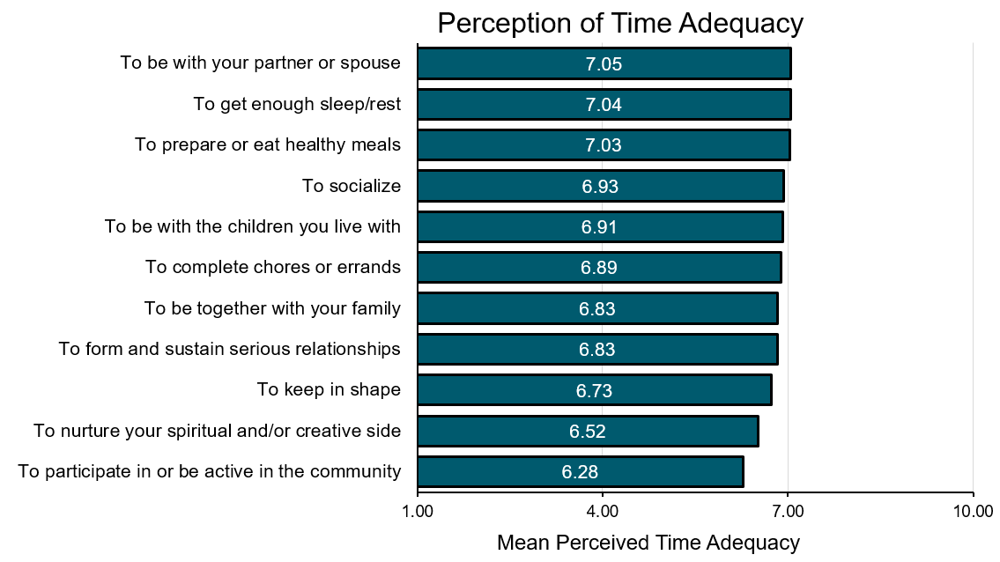 Perception of Time Adequacy
To be with your partner or spouse 7.05
To get enough sleep/rest 7.04
To prepare or eat healthy meals 7.03
To socialize 6.93
To be with the children you live with 6.91
To complete chores or errands 6.89
To be together with your family 6.83
To form and sustain serious relationships 6.83
To keep in shape 6.73
To nurture your spiritual and/or creative side 6.52
To participate in or be active in the community 6.28
1.00 4.00 7.00 10.00
Mean Perceived Time Adequacy